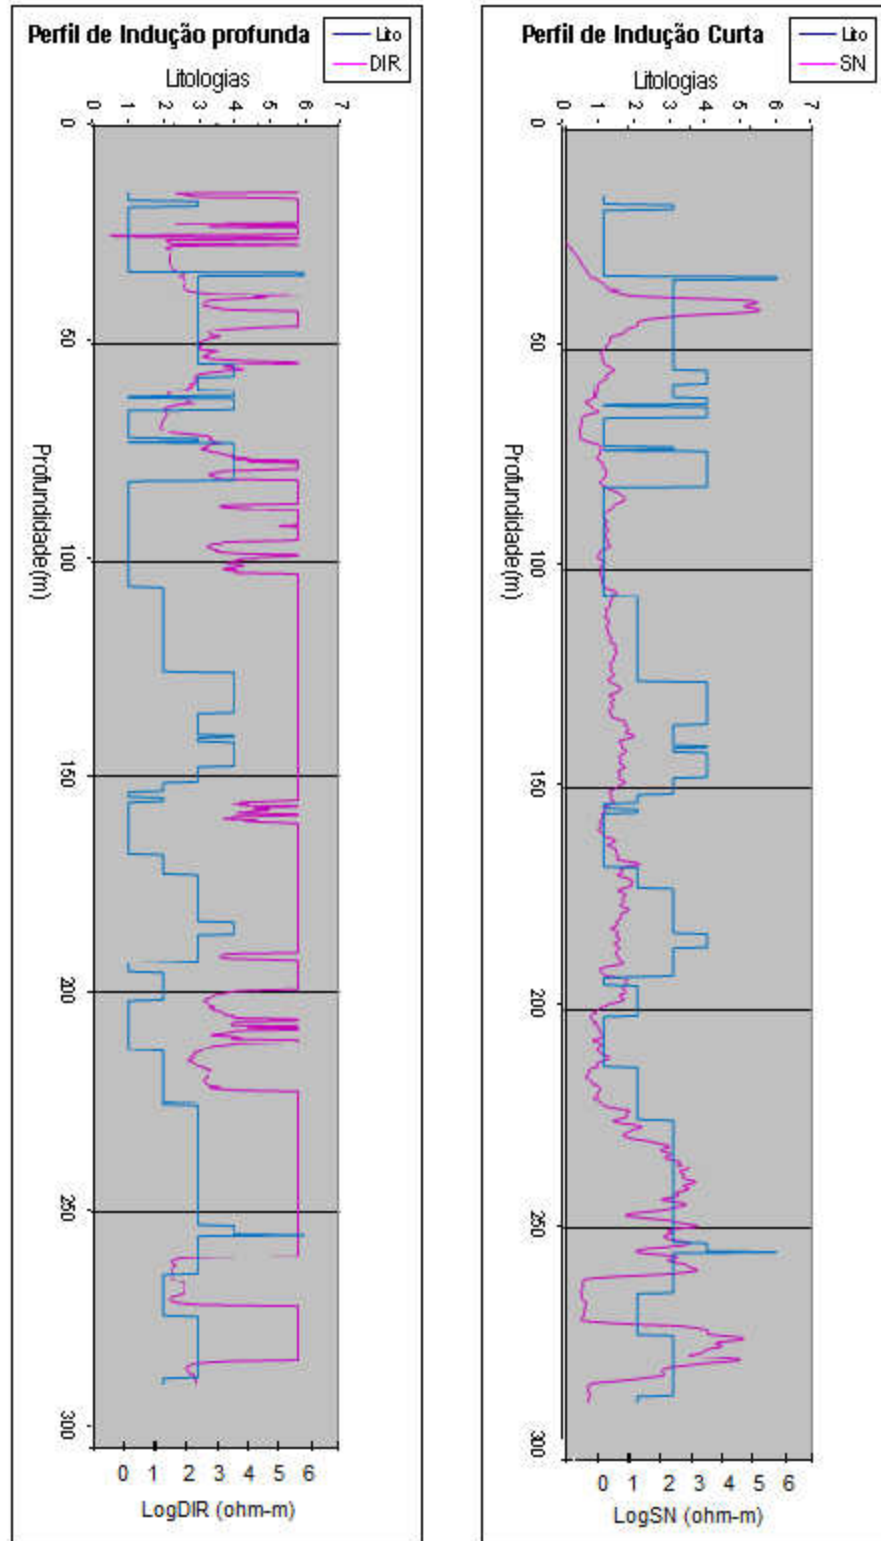 Perfil de Indução profunda
Lito
DIR
Litologias
0 1 2 3 4 5 6 7
0
50
100
150
200
250
300
Profundidade(m)
0 1 2 3 4 5 6
LogDIR (ohm-m)
Perfil de Indução Curta
Lito
SN
Litologias
0 1 2 3 4 5 6 7
0
50
100
150
200
250
300
Profundidade(m)
0 1 2 3 4 5 6
LogSN (ohm-m)